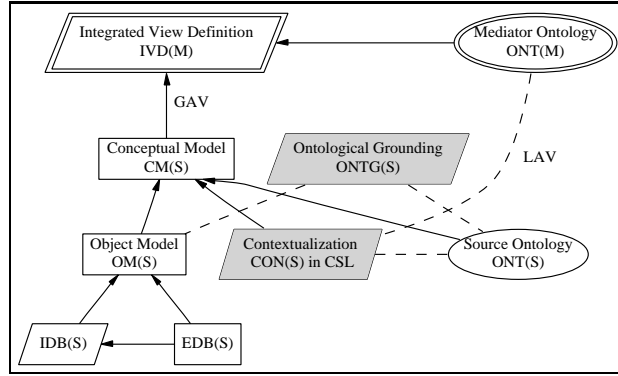 Integrated View Definition
IVD(M)
Mediator Ontology
ONT(M)
GAV
Conceptual Model
CM(S)
Ontological Grounding
ONTG(S)
LAV
Object Model
OM(S)
Contextualization
CON(S) in CSL
Source Ontology
ONT(S)
IDB(S)
EDB(S)